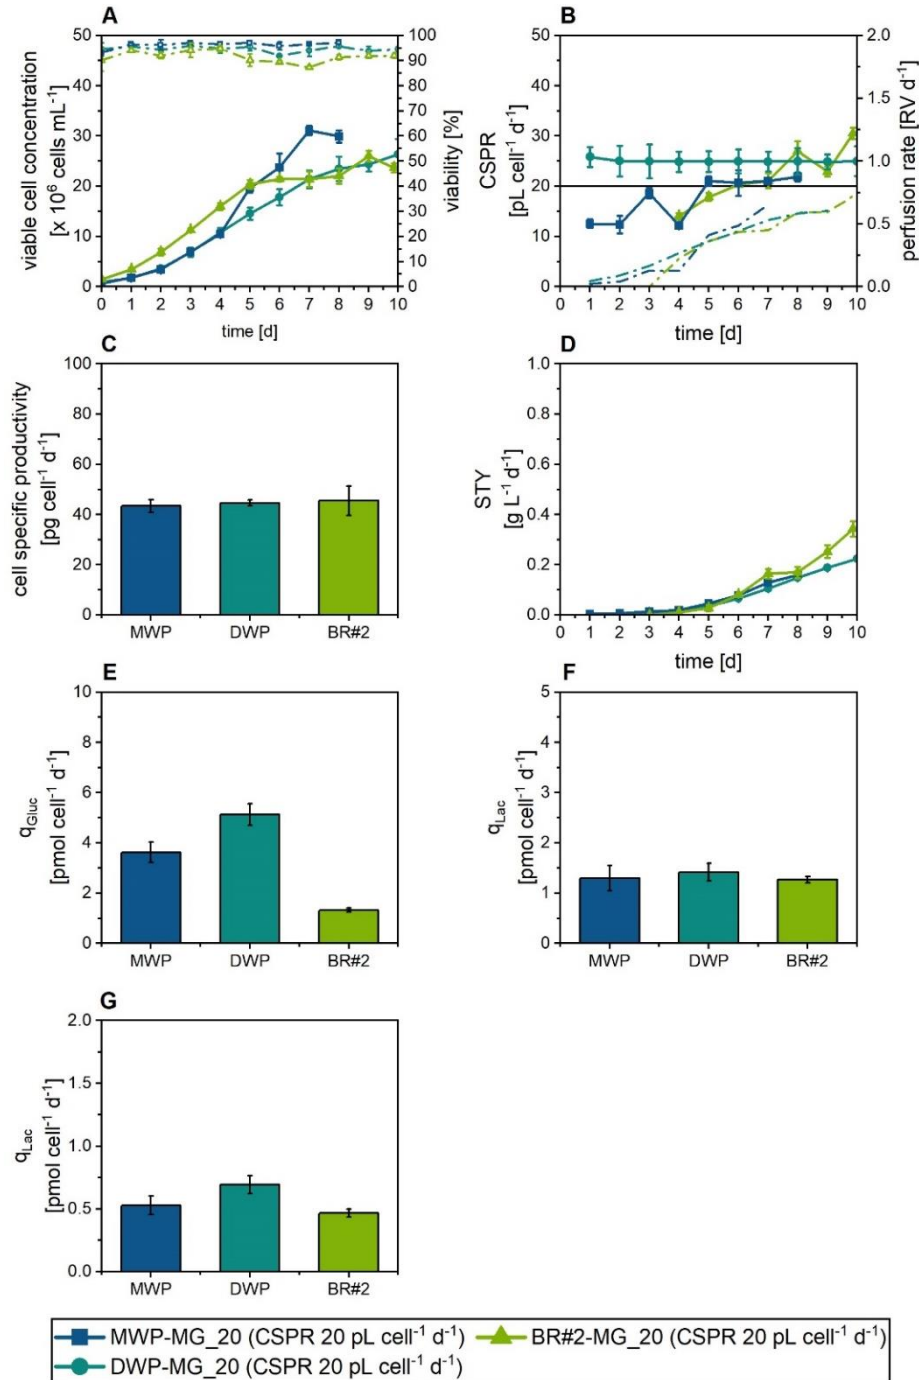 A
viable cell concentration
[x 10⁶ cells mL⁻¹]
50
40
30
20
10
0
100
90
80
70
60
50
40
30
20
10
0
viability [%]
0 1 2 3 4 5 6 7 8 9 10
time [d]
B
CSPR
[pL cell⁻¹ d⁻¹]
50
40
30
20
10
0
2.0
1.5
1.0
0.5
0.0
perfusion rate [RV d⁻¹]
0 1 2 3 4 5 6 7 8 9 10
time [d]
C
cell specific productivity
[pg cell⁻¹ d⁻¹]
100
80
60
40
20
0
MWP DWP BR#2
D
STY
[g L⁻¹ d⁻¹]
1.0
0.8
0.6
0.4
0.2
0.0
0 1 2 3 4 5 6 7 8 9 10
time [d]
E
qGluc
[pmol cell⁻¹ d⁻¹]
10
8
6
4
2
0
MWP DWP BR#2
F
qLac
[pmol cell⁻¹ d⁻¹]
5
4
3
2
1
0
MWP DWP BR#2
G
qLac
[pmol cell⁻¹ d⁻¹]
2.0
1.5
1.0
0.5
0.0
MWP DWP BR#2
MWP-MG_20 (CSPR 20 pL cell⁻¹ d⁻¹) BR#2-MG_20 (CSPR 20 pL cell⁻¹ d⁻¹)
DWP-MG_20 (CSPR 20 pL cell⁻¹ d⁻¹)